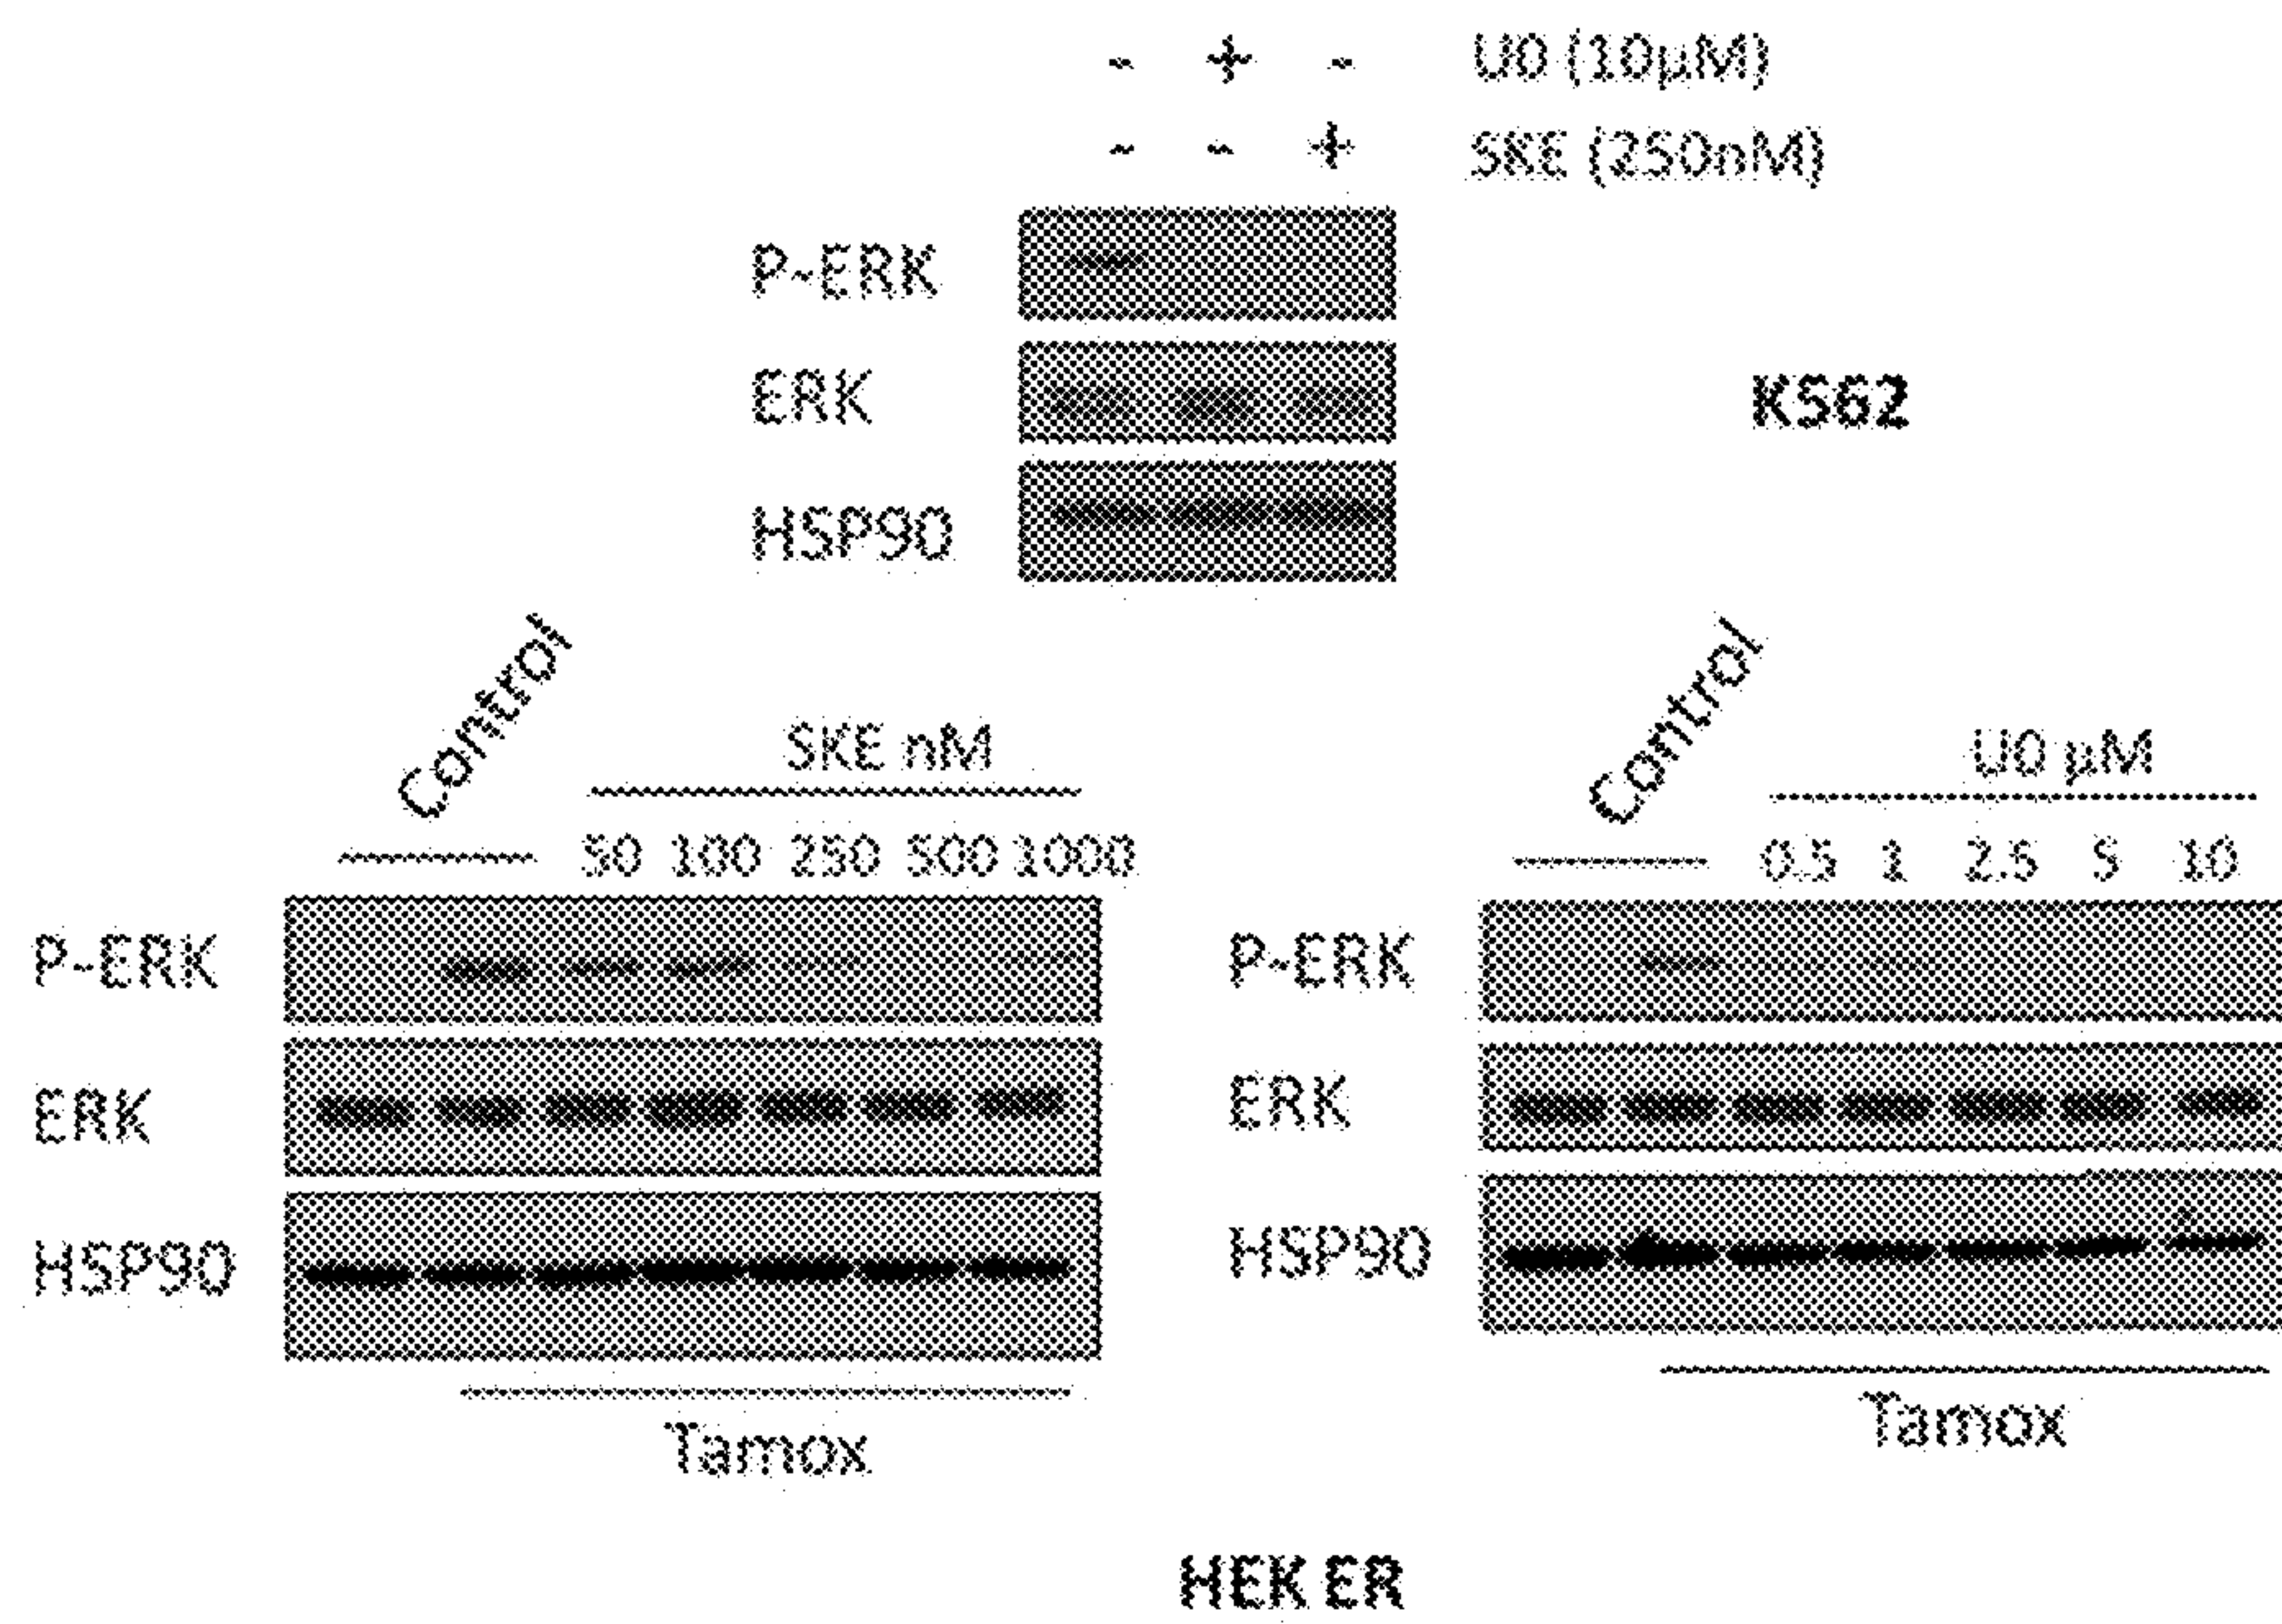 - + - U0 (10µM)
- - + SKE (250nM)
P-ERK
ERK
HSP90
K562
Control
SKE nM
50 100 250 500 1000
P-ERK
ERK
HSP90
Tamox
Control
U0 µM
0.5 1 2.5 5 10
P-ERK
ERK
HSP90
Tamox
HEK ER